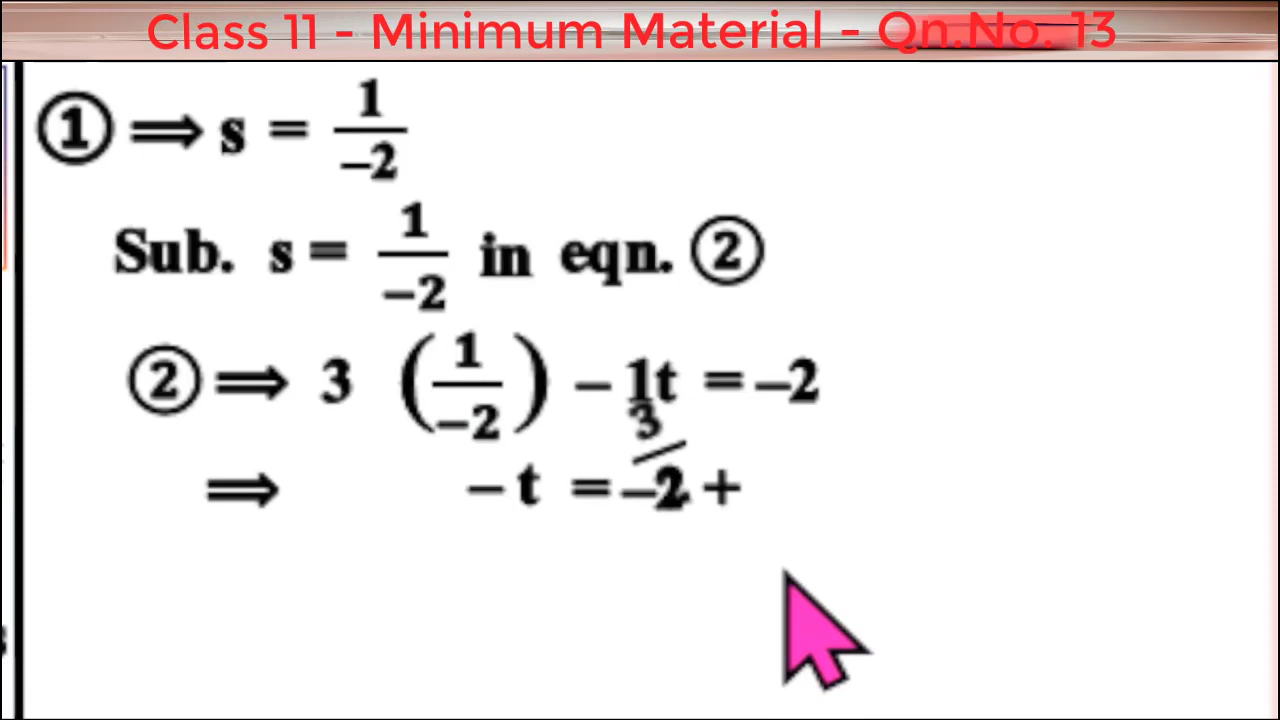 Class 11 - Minimum Material - Qn.No. 13
① ⟹ s = 1/–2
Sub. s = 1/–2 in eqn. ②
② ⟹ 3 (1/–2) – 1t = –2
⟹ – t = –2 + 3/2